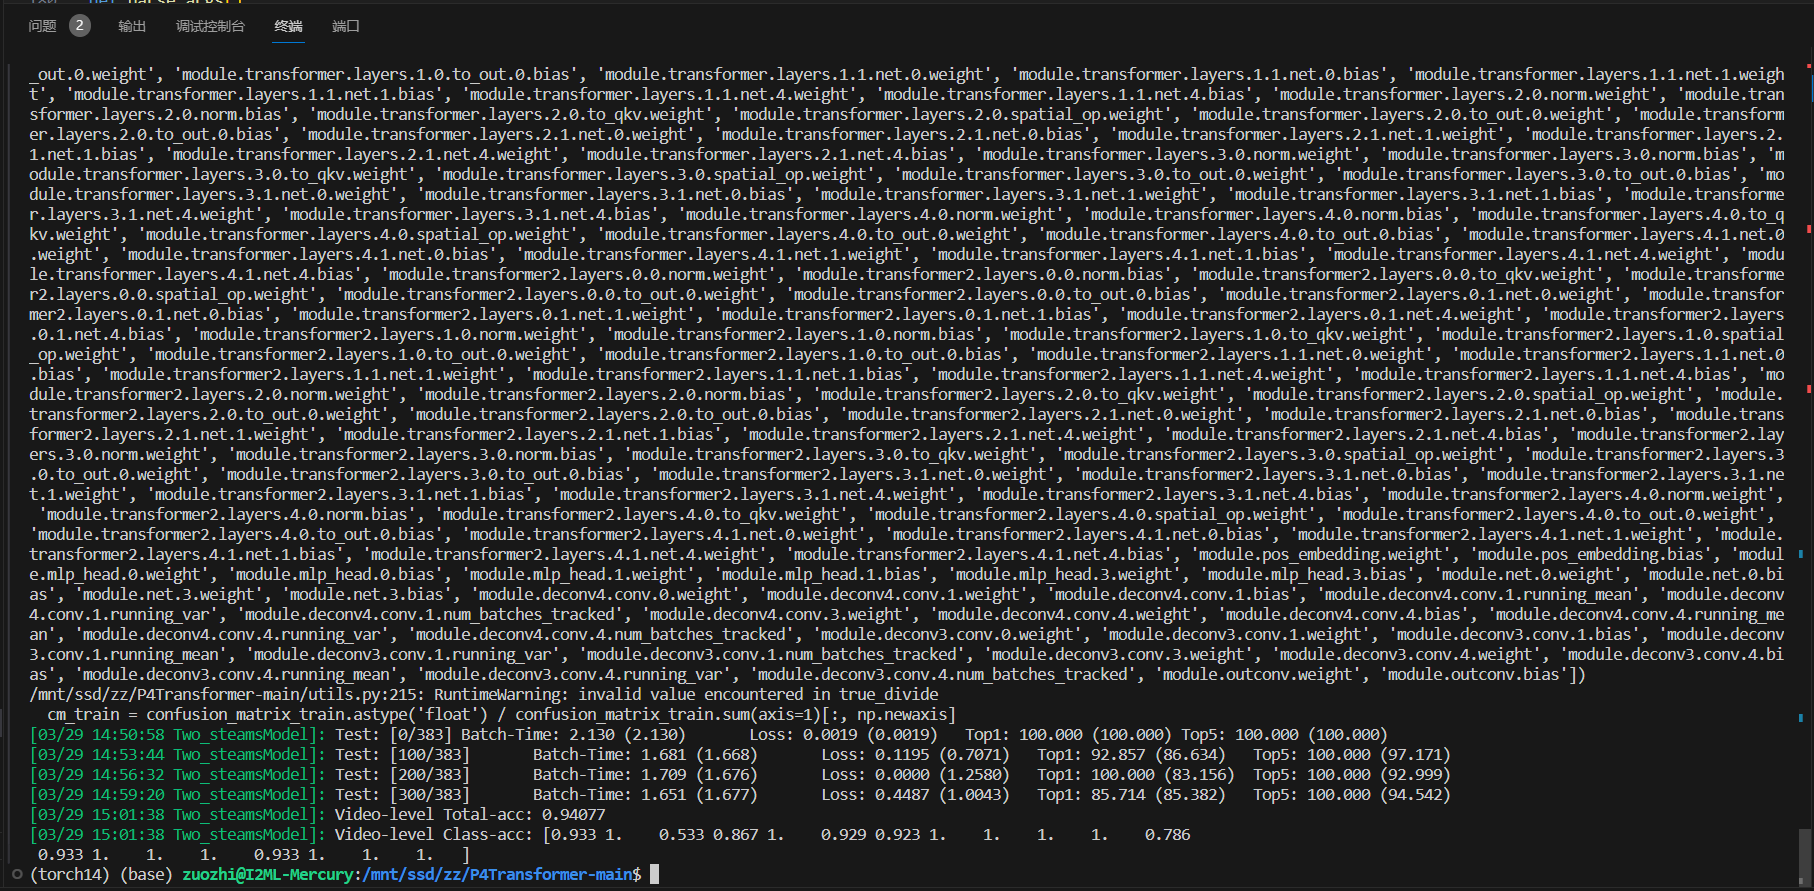 问题 2 输出 调试控制台 终端 端口
_out.0.weight', 'module.transformer.layers.1.0.to_out.0.bias', 'module.transformer.layers.1.1.net.0.weight', 'module.transformer.layers.1.1.net.0.bias', 'module.transformer.layers.1.1.net.1.weigh
t', 'module.transformer.layers.1.1.net.1.bias', 'module.transformer.layers.1.1.net.4.weight', 'module.transformer.layers.1.1.net.4.bias', 'module.transformer.layers.2.0.norm.weight', 'module.tran
sformer.layers.2.0.norm.bias', 'module.transformer.layers.2.0.to_qkv.weight', 'module.transformer.layers.2.0.spatial_op.weight', 'module.transformer.layers.2.0.to_out.0.weight', 'module.transform
er.layers.2.0.to_out.0.bias', 'module.transformer.layers.2.1.net.0.weight', 'module.transformer.layers.2.1.net.0.bias', 'module.transformer.layers.2.1.net.1.weight', 'module.transformer.layers.2.
1.net.1.bias', 'module.transformer.layers.2.1.net.4.weight', 'module.transformer.layers.2.1.net.4.bias', 'module.transformer.layers.3.0.norm.weight', 'module.transformer.layers.3.0.norm.bias', 'm
odule.transformer.layers.3.0.to_qkv.weight', 'module.transformer.layers.3.0.spatial_op.weight', 'module.transformer.layers.3.0.to_out.0.weight', 'module.transformer.layers.3.0.to_out.0.bias', 'mo
dule.transformer.layers.3.1.net.0.weight', 'module.transformer.layers.3.1.net.0.bias', 'module.transformer.layers.3.1.net.1.weight', 'module.transformer.layers.3.1.net.1.bias', 'module.transforme
r.layers.3.1.net.4.weight', 'module.transformer.layers.3.1.net.4.bias', 'module.transformer.layers.4.0.norm.weight', 'module.transformer.layers.4.0.norm.bias', 'module.transformer.layers.4.0.to_q
kv.weight', 'module.transformer.layers.4.0.spatial_op.weight', 'module.transformer.layers.4.0.to_out.0.weight', 'module.transformer.layers.4.0.to_out.0.bias', 'module.transformer.layers.4.1.net.0
.weight', 'module.transformer.layers.4.1.net.0.bias', 'module.transformer.layers.4.1.net.1.weight', 'module.transformer.layers.4.1.net.1.bias', 'module.transformer.layers.4.1.net.4.weight', 'modu
le.transformer.layers.4.1.net.4.bias', 'module.transformer2.layers.0.0.norm.weight', 'module.transformer2.layers.0.0.norm.bias', 'module.transformer2.layers.0.0.to_qkv.weight', 'module.transforme
r2.layers.0.0.spatial_op.weight', 'module.transformer2.layers.0.0.to_out.0.weight', 'module.transformer2.layers.0.0.to_out.0.bias', 'module.transformer2.layers.0.1.net.0.weight', 'module.transfor
mer2.layers.0.1.net.0.bias', 'module.transformer2.layers.0.1.net.1.weight', 'module.transformer2.layers.0.1.net.1.bias', 'module.transformer2.layers.0.1.net.4.weight', 'module.transformer2.layers
.0.1.net.4.bias', 'module.transformer2.layers.1.0.norm.weight', 'module.transformer2.layers.1.0.norm.bias', 'module.transformer2.layers.1.0.to_qkv.weight', 'module.transformer2.layers.1.0.spatial
_op.weight', 'module.transformer2.layers.1.0.to_out.0.weight', 'module.transformer2.layers.1.0.to_out.0.bias', 'module.transformer2.layers.1.1.net.0.weight', 'module.transformer2.layers.1.1.net.0
.bias', 'module.transformer2.layers.1.1.net.1.weight', 'module.transformer2.layers.1.1.net.1.bias', 'module.transformer2.layers.1.1.net.4.weight', 'module.transformer2.layers.1.1.net.4.bias', 'mo
dule.transformer2.layers.2.0.norm.weight', 'module.transformer2.layers.2.0.norm.bias', 'module.transformer2.layers.2.0.to_qkv.weight', 'module.transformer2.layers.2.0.spatial_op.weight', 'module.
transformer2.layers.2.0.to_out.0.weight', 'module.transformer2.layers.2.0.to_out.0.bias', 'module.transformer2.layers.2.1.net.0.weight', 'module.transformer2.layers.2.1.net.0.bias', 'module.trans
former2.layers.2.1.net.1.weight', 'module.transformer2.layers.2.1.net.1.bias', 'module.transformer2.layers.2.1.net.4.weight', 'module.transformer2.layers.2.1.net.4.bias', 'module.transformer2.lay
ers.3.0.norm.weight', 'module.transformer2.layers.3.0.norm.bias', 'module.transformer2.layers.3.0.to_qkv.weight', 'module.transformer2.layers.3.0.spatial_op.weight', 'module.transformer2.layers.3
.0.to_out.0.weight', 'module.transformer2.layers.3.0.to_out.0.bias', 'module.transformer2.layers.3.1.net.0.weight', 'module.transformer2.layers.3.1.net.0.bias', 'module.transformer2.layers.3.1.ne
t.1.weight', 'module.transformer2.layers.3.1.net.1.bias', 'module.transformer2.layers.3.1.net.4.weight', 'module.transformer2.layers.3.1.net.4.bias', 'module.transformer2.layers.4.0.norm.weight',
'module.transformer2.layers.4.0.norm.bias', 'module.transformer2.layers.4.0.to_qkv.weight', 'module.transformer2.layers.4.0.spatial_op.weight', 'module.transformer2.layers.4.0.to_out.0.weight',
'module.transformer2.layers.4.0.to_out.0.bias', 'module.transformer2.layers.4.1.net.0.weight', 'module.transformer2.layers.4.1.net.0.bias', 'module.transformer2.layers.4.1.net.1.weight', 'module.
transformer2.layers.4.1.net.1.bias', 'module.transformer2.layers.4.1.net.4.weight', 'module.transformer2.layers.4.1.net.4.bias', 'module.pos_embedding.weight', 'module.pos_embedding.bias', 'modul
e.mlp_head.0.weight', 'module.mlp_head.0.bias', 'module.mlp_head.1.weight', 'module.mlp_head.1.bias', 'module.mlp_head.3.weight', 'module.mlp_head.3.bias', 'module.net.0.weight', 'module.net.0.bi
as', 'module.net.3.weight', 'module.net.3.bias', 'module.deconv4.conv.0.weight', 'module.deconv4.conv.1.weight', 'module.deconv4.conv.1.bias', 'module.deconv4.conv.1.running_mean', 'module.deconv
4.conv.1.running_var', 'module.deconv4.conv.1.num_batches_tracked', 'module.deconv4.conv.3.weight', 'module.deconv4.conv.4.weight', 'module.deconv4.conv.4.bias', 'module.deconv4.conv.4.running_me
an', 'module.deconv4.conv.4.running_var', 'module.deconv4.conv.4.num_batches_tracked', 'module.deconv3.conv.0.weight', 'module.deconv3.conv.1.weight', 'module.deconv3.conv.1.bias', 'module.deconv
3.conv.1.running_mean', 'module.deconv3.conv.1.running_var', 'module.deconv3.conv.1.num_batches_tracked', 'module.deconv3.conv.3.weight', 'module.deconv3.conv.4.weight', 'module.deconv3.conv.4.bi
as', 'module.deconv3.conv.4.running_mean', 'module.deconv3.conv.4.running_var', 'module.deconv3.conv.4.num_batches_tracked', 'module.outconv.weight', 'module.outconv.bias'])
/mnt/ssd/zz/P4Transformer-main/utils.py:215: RuntimeWarning: invalid value encountered in true_divide
cm_train = confusion_matrix_train.astype('float') / confusion_matrix_train.sum(axis=1)[:, np.newaxis]
[03/29 14:50:58 Two_steamsModel]: Test: [0/383] Batch-Time: 2.130 (2.130) Loss: 0.0019 (0.0019) Top1: 100.000 (100.000) Top5: 100.000 (100.000)
[03/29 14:53:44 Two_steamsModel]: Test: [100/383] Batch-Time: 1.681 (1.668) Loss: 0.1195 (0.7071) Top1: 92.857 (86.634) Top5: 100.000 (97.171)
[03/29 14:56:32 Two_steamsModel]: Test: [200/383] Batch-Time: 1.709 (1.676) Loss: 0.0000 (1.2580) Top1: 100.000 (83.156) Top5: 100.000 (92.999)
[03/29 14:59:20 Two_steamsModel]: Test: [300/383] Batch-Time: 1.651 (1.677) Loss: 0.4487 (1.0043) Top1: 85.714 (85.382) Top5: 100.000 (94.542)
[03/29 15:01:38 Two_steamsModel]: Video-level Total-acc: 0.94077
[03/29 15:01:38 Two_steamsModel]: Video-level Class-acc: [0.933 1. 0.533 0.867 1. 0.929 0.923 1. 1. 1. 1. 0.786
0.933 1. 1. 1. 0.933 1. 1. 1. ]
(torch14) (base) zuozhi@I2ML-Mercury:/mnt/ssd/zz/P4Transformer-main$